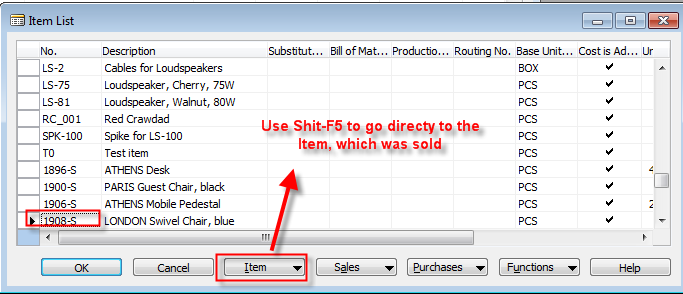 Item List
No. Description Substitut... Bill of Mat... Productio... Routing No. Base Unit... Cost is Ad... Ur
LS-2 Cables for Loudspeakers BOX
LS-75 Loudspeaker, Cherry, 75W PCS
LS-81 Loudspeaker, Walnut, 80W PCS
RC_001 Red Crawdad PCS
SPK-100 Spike for LS-100 PCS
T0 Test item PCS
1896-S ATHENS Desk PCS 4
1900-S PARIS Guest Chair, black PCS
1906-S ATHENS Mobile Pedestal PCS 2
1908-S LONDON Swivel Chair, blue PCS
Use Shit-F5 to go directy to the
Item, which was sold
OK Cancel Item Sales Purchases Functions Help